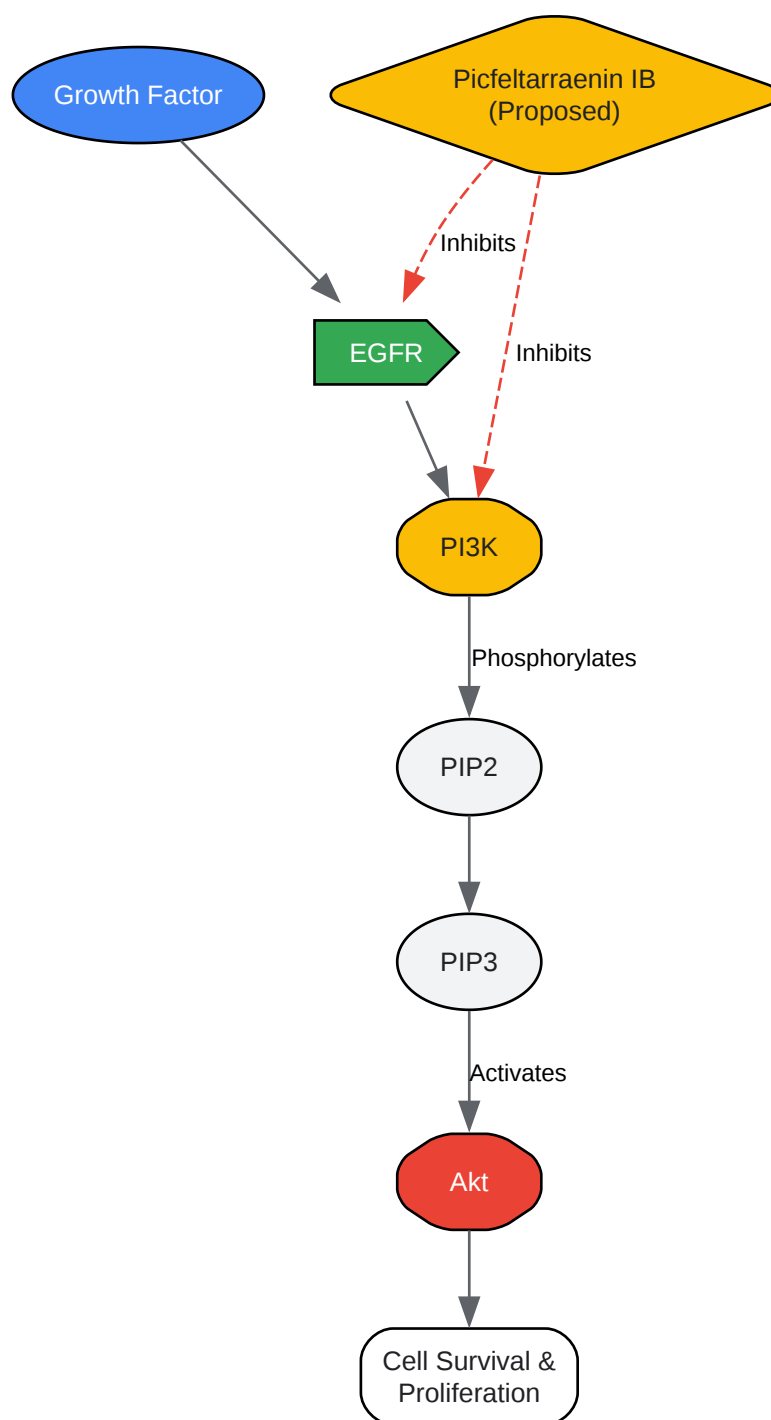 Growth Factor
Picfeltarraenin IB
(Proposed)
Inhibits
EGFR
Inhibits
PI3K
Phosphorylates
PIP2
PIP3
Activates
Akt
Cell Survival &
Proliferation